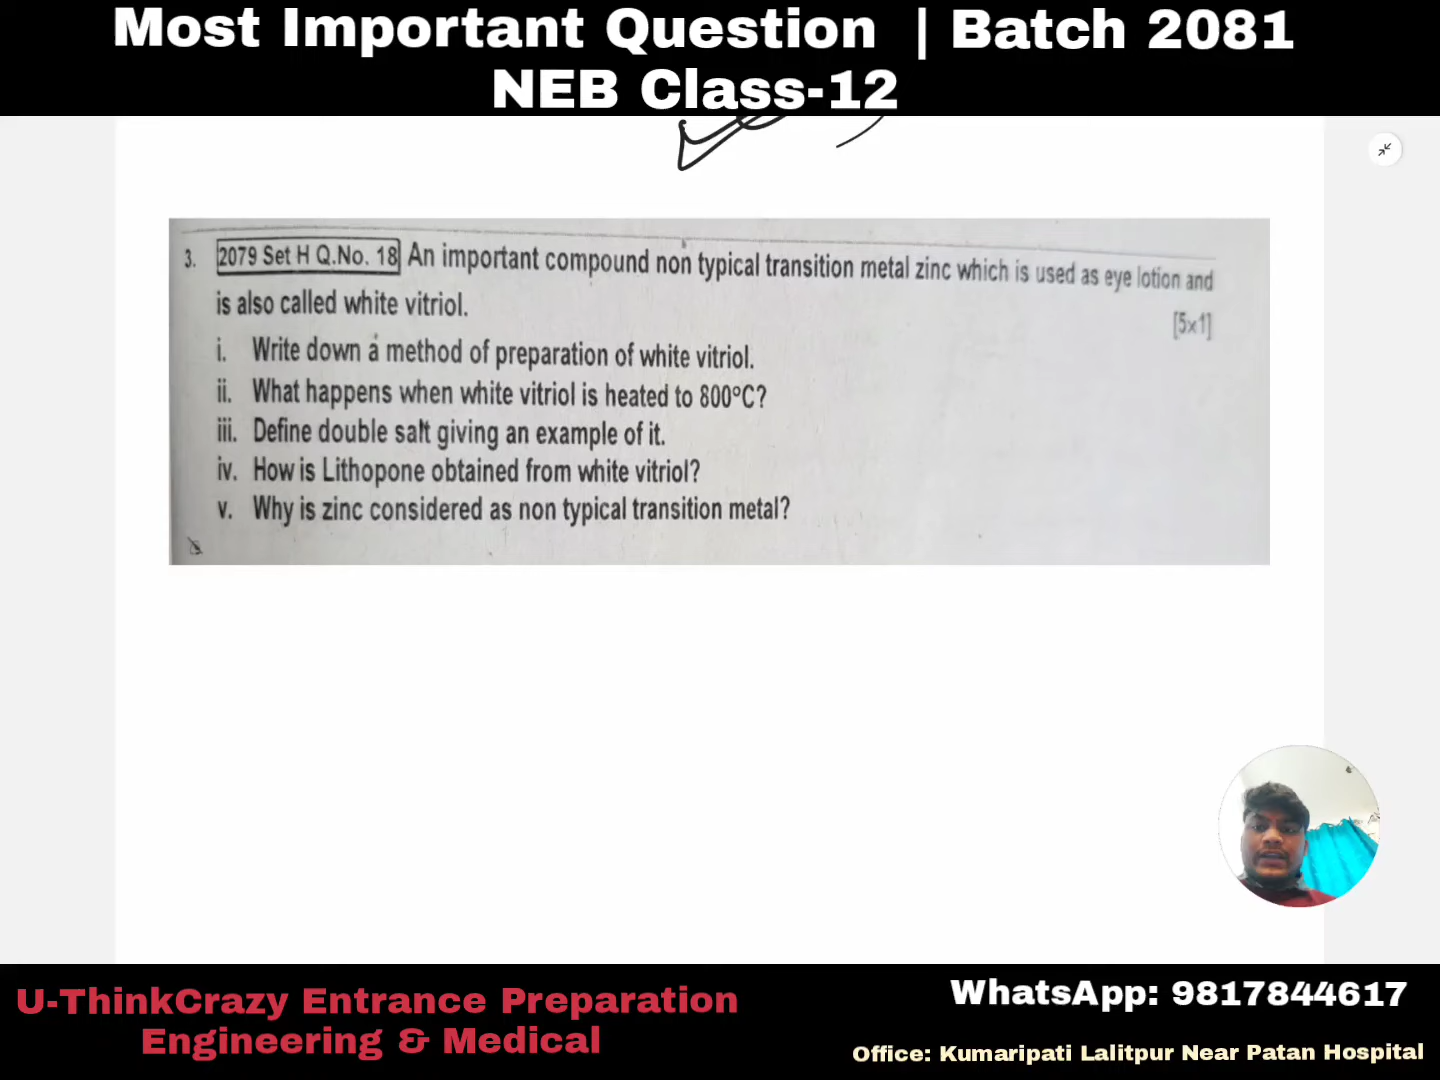 Most Important Question | Batch 2081
NEB Class-12
3. 2079 Set H Q.No. 18 An important compound non typical transition metal zinc which is used as eye lotion and
is also called white vitriol. [5×1]
i. Write down a method of preparation of white vitriol.
ii. What happens when white vitriol is heated to 800°C?
iii. Define double salt giving an example of it.
iv. How is Lithopone obtained from white vitriol?
v. Why is zinc considered as non typical transition metal?
U-ThinkCrazy Entrance Preparation
Engineering & Medical
WhatsApp: 9817844617
Office: Kumaripati Lalitpur Near Patan Hospital